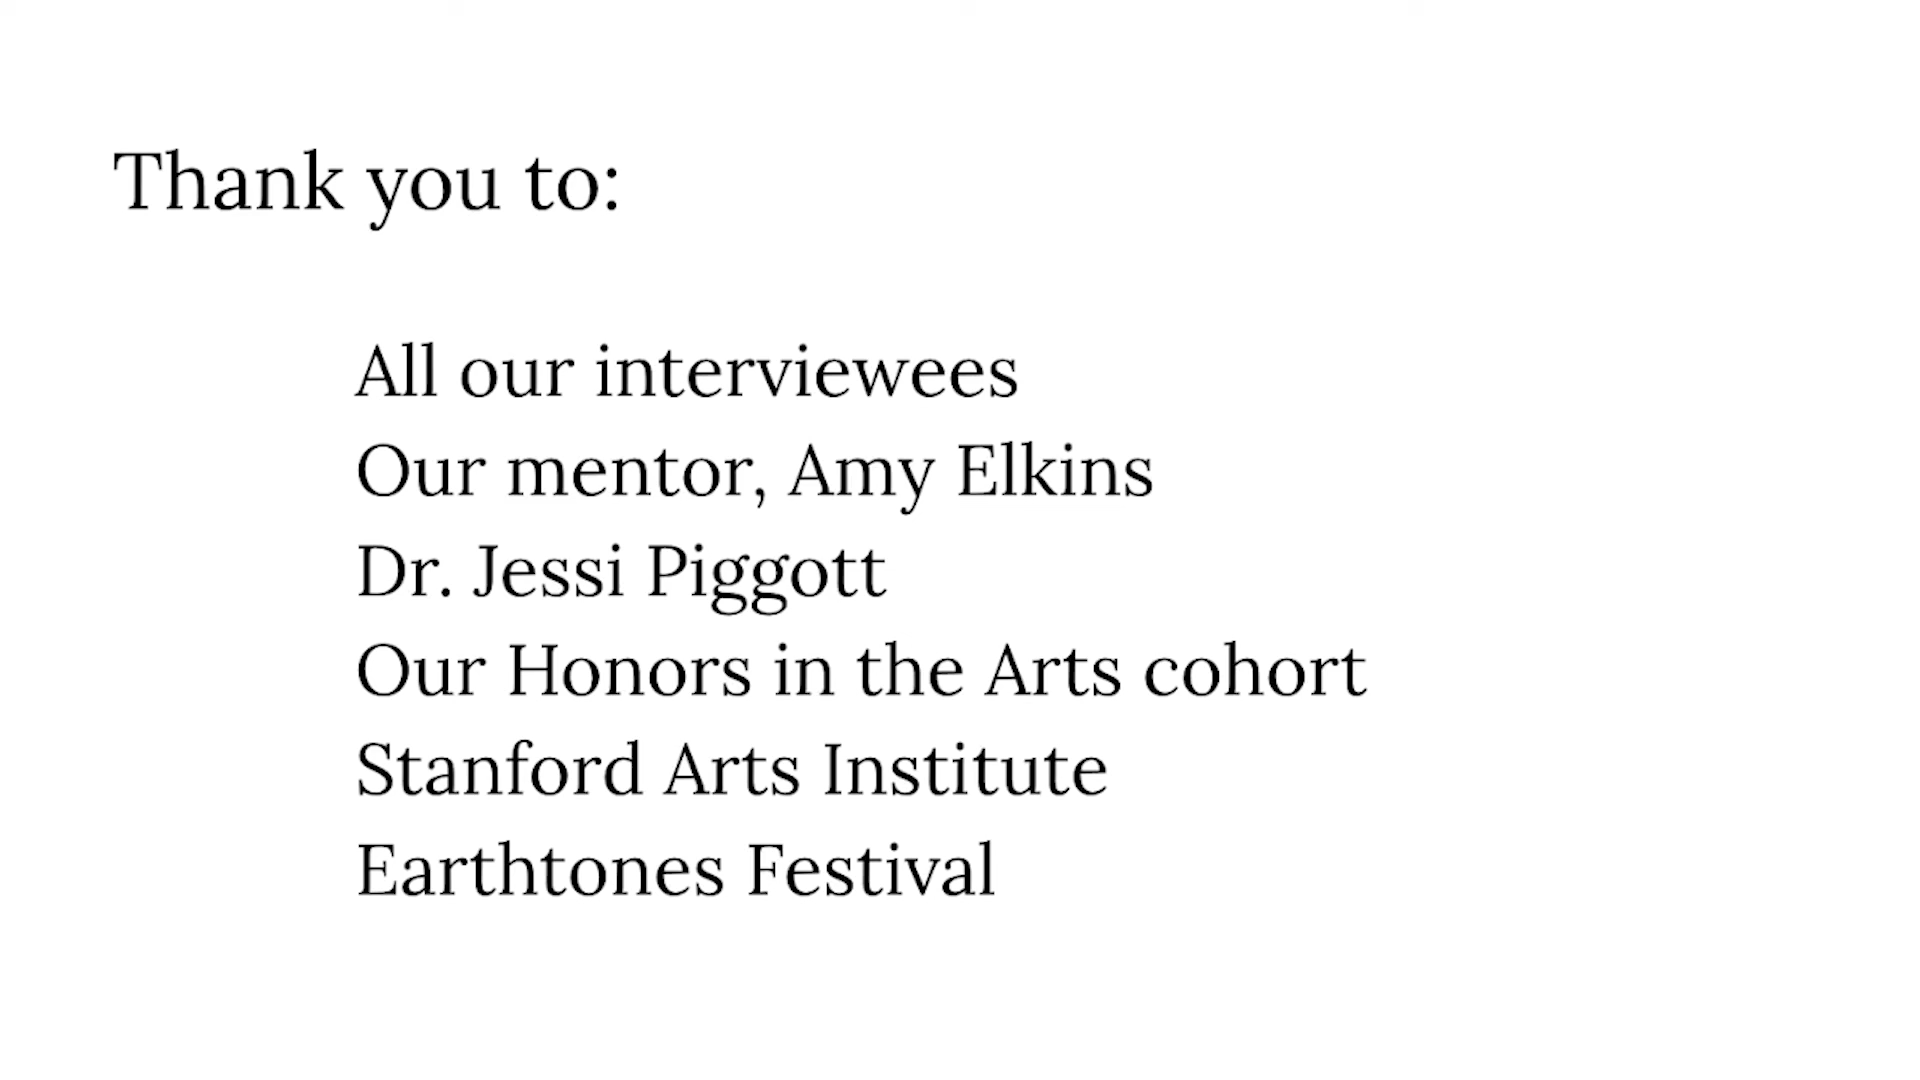 Thank you to:
All our interviewees
Our mentor, Amy Elkins
Dr. Jessi Piggott
Our Honors in the Arts cohort
Stanford Arts Institute
Earthtones Festival